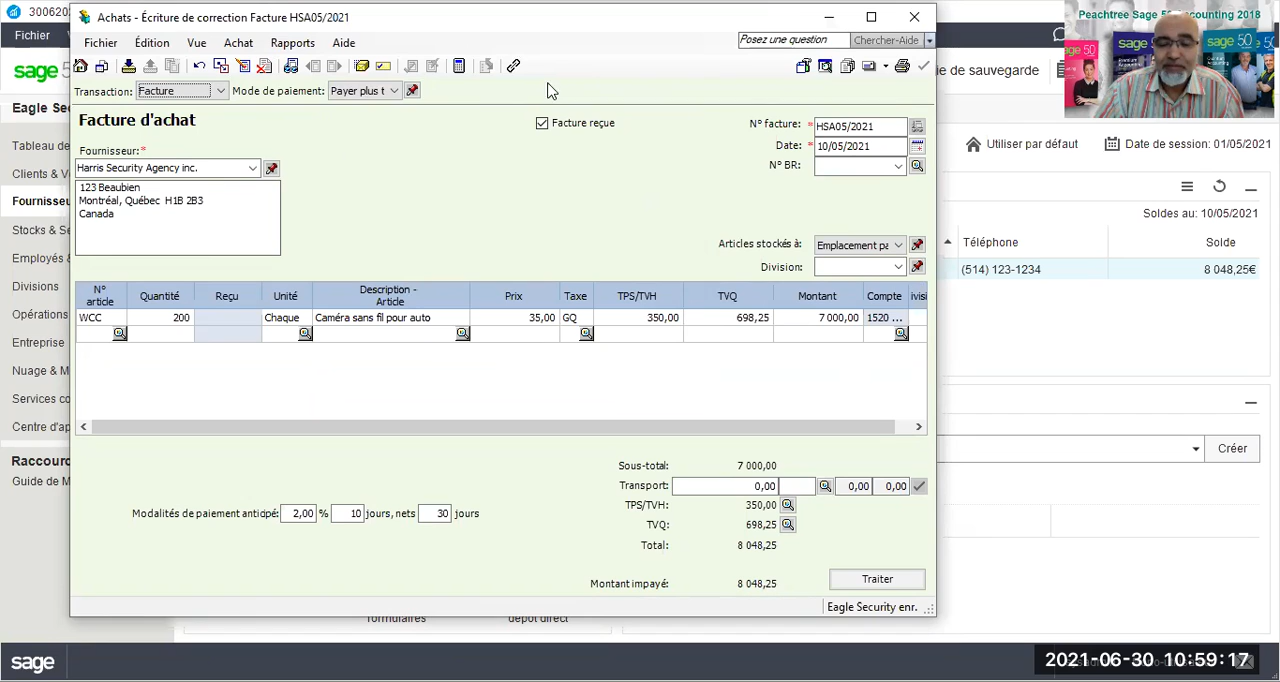 3006202
Achats - Écriture de correction Facture HSA05/2021
Peachtree Sage 50 Accounting 2018
Fichier
Fichier Édition Vue Achat Rapports Aide
Posez une question
Chercher-Aide
sage
sage 50
Transaction: Facture Mode de paiement: Payer plus t
de sauvegarde
Eagle Sec
Facture d'achat
Facture reçue
N° facture: * HSA05/2021
Date: * 10/05/2021
N° BR:
Utiliser par défaut
Date de session: 01/05/2021
Fournisseur:*
Harris Security Agency inc.
123 Beaubien
Montréal, Québec H1B 2B3
Canada
Tableau de
Clients & V
Fournisseu
Stocks & Se
Employés &
Divisions
Opérations
Entreprise
Nuage & M
Services co
Centre d'ap
Raccour
Guide de M
Soldes au: 10/05/2021
Téléphone Solde
(514) 123-1234 8 048,25€
Articles stockés à: Emplacement pa
Division:
N° article Quantité Reçu Unité Description - Article Prix Taxe TPS/TVH TVQ Montant Compte ivisi
WCC 200 Chaque Caméra sans fil pour auto 35,00 GQ 350,00 698,25 7 000,00 1520 ...
Créer
Sous-total: 7 000,00
Transport: 0,00 0,00 0,00
TPS/TVH: 350,00
TVQ: 698,25
Total: 8 048,25
Modalités de paiement anticipé: 2,00 % 10 jours, nets 30 jours
Montant impayé: 8 048,25
Traiter
Eagle Security enr.
formulaires
dépôt direct
sage
2021-06-30 10:59:17